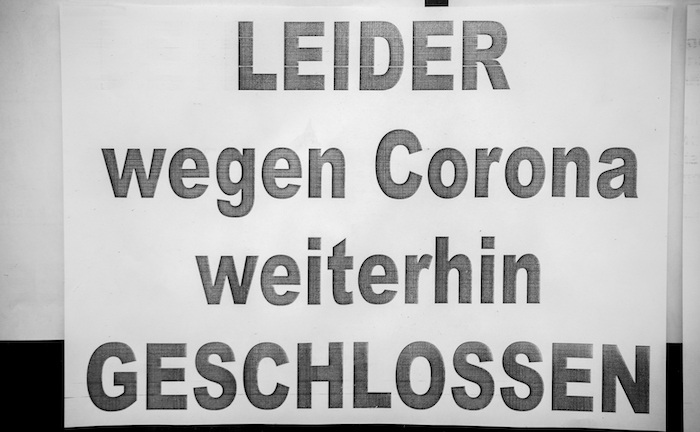 LEIDER
wegen Corona
weiterhin
GESCHLOSSEN